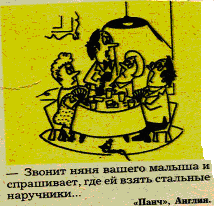 — Звонит няня вашего малыша и
спрашивает, где ей взять стальные
наручники...
«Панч», Англия.